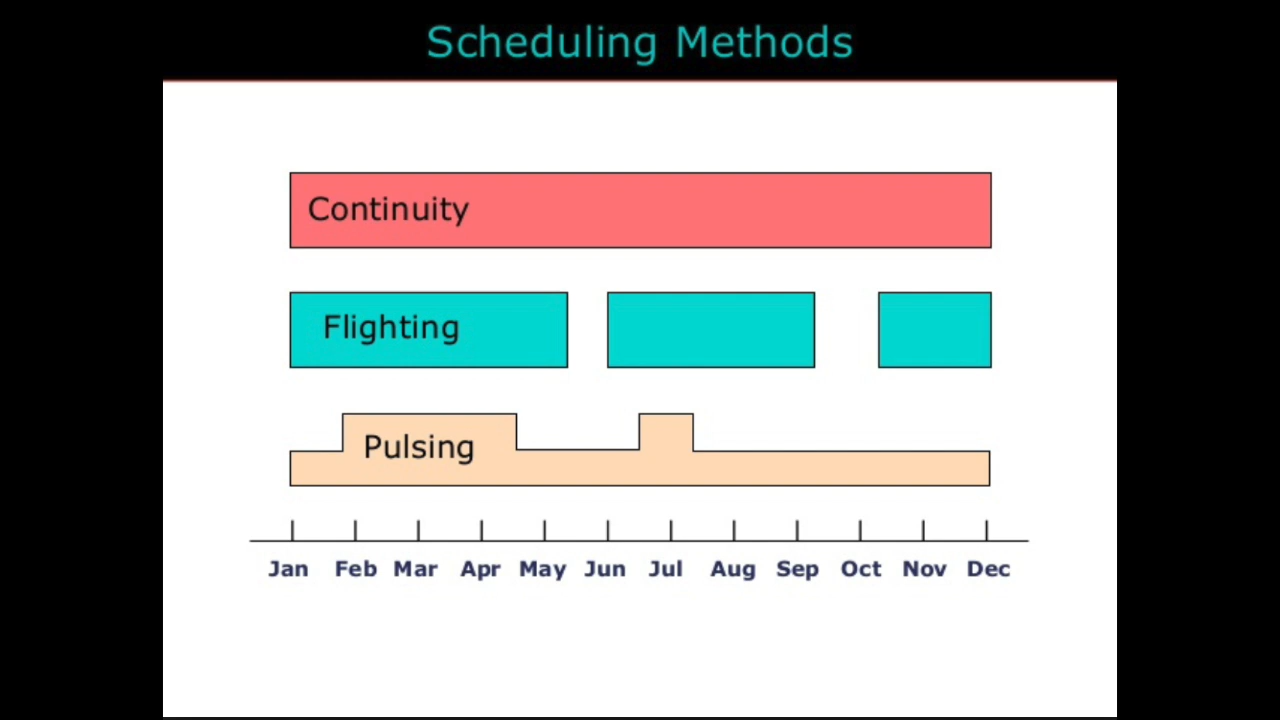 Scheduling Methods
Continuity
Flighting
Pulsing
Jan Feb Mar Apr May Jun Jul Aug Sep Oct Nov Dec